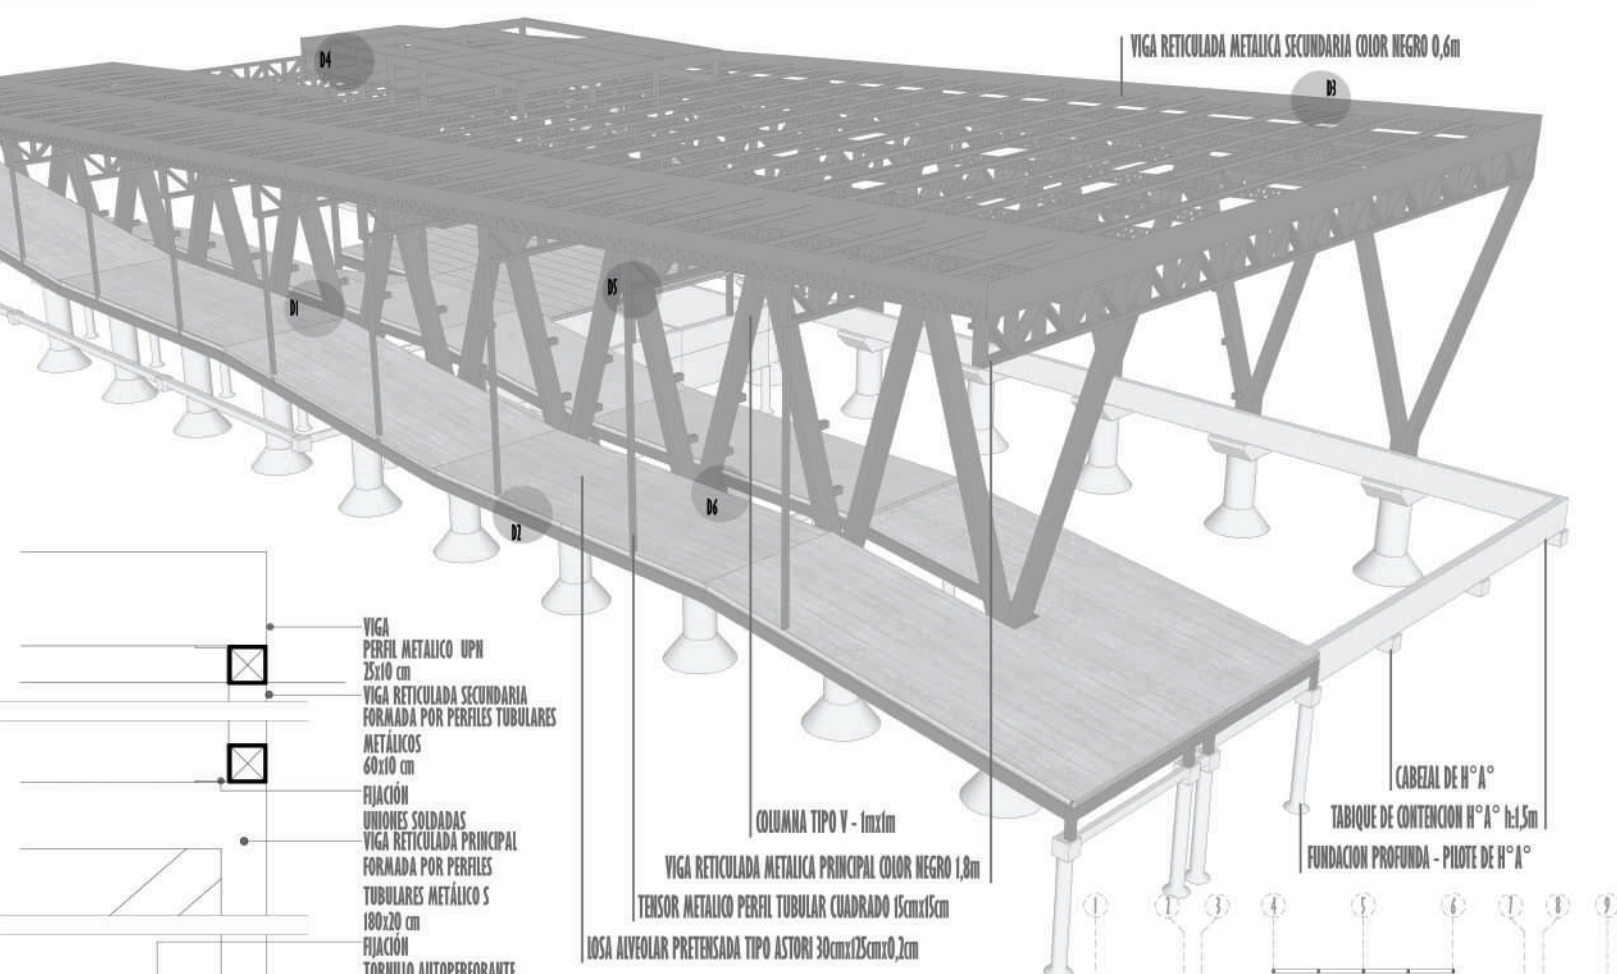 VIGA RETICULADA METALICA SECUNDARIA COLOR NEGRO 0,6m
D4
D3
D1
D5
D6
D2
VIGA
PERFIL METALICO UPN
25x10 cm
VIGA RETICULADA SECUNDARIA
FORMADA POR PERFILES TUBULARES
METÁLICOS
60x10 cm
FIJACIÓN
UNIONES SOLDADAS
VIGA RETICULADA PRINCIPAL
FORMADA POR PERFILES
TUBULARES METÁLICO S
180x20 cm
FIJACIÓN
TORNILLO AUTOPERFORANTE
COLUMNA TIPO V - 1mx1m
VIGA RETICULADA METALICA PRINCIPAL COLOR NEGRO 1,8m
TENSOR METALICO PERFIL TUBULAR CUADRADO 15cmx15cm
LOSA ALVEOLAR PRETENSADA TIPO ASTORI 30cmx125cmx0,2cm
CABEZAL DE H°A°
TABIQUE DE CONTENCION H°A° h:1,5m
FUNDACION PROFUNDA - PILOTE DE H°A°
1 2 3 4 5 6 7 8 9